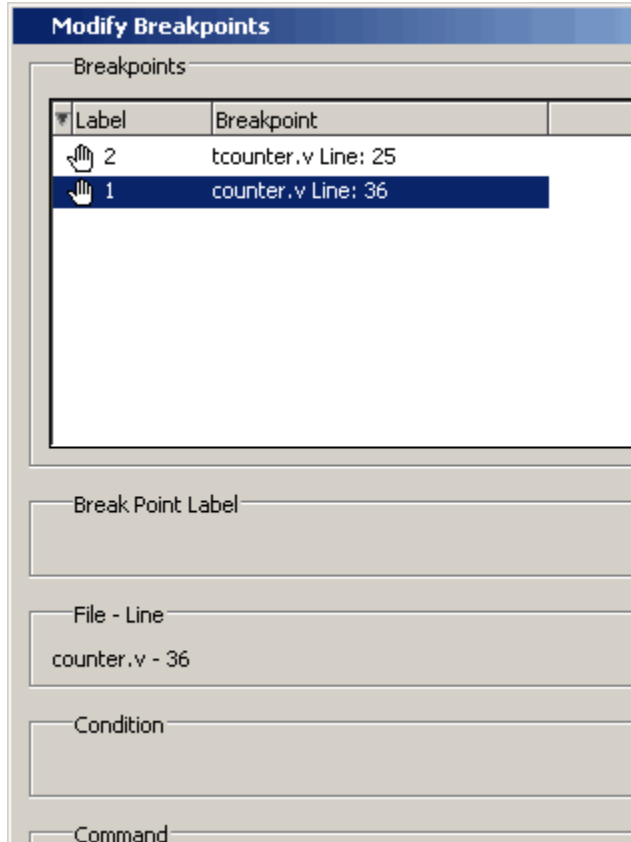 Modify Breakpoints
Breakpoints
Label Breakpoint
2 tcounter.v Line: 25
1 counter.v Line: 36
Break Point Label
File - Line
counter.v - 36
Condition
Command